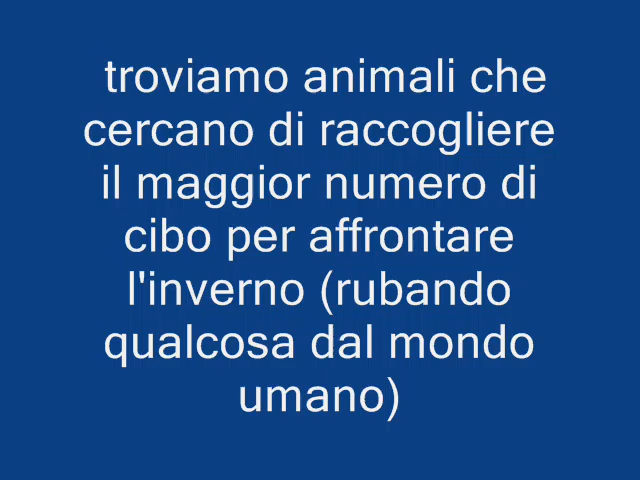 troviamo animali che
cercano di raccogliere
il maggior numero di
cibo per affrontare
l'inverno (rubando
qualcosa dal mondo
umano)